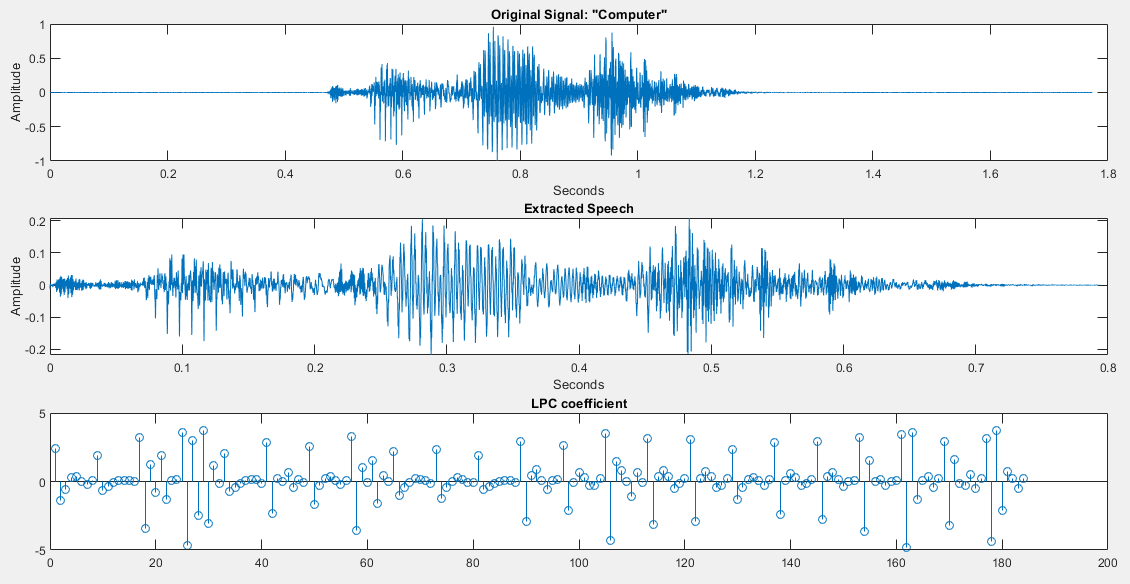 Original Signal: "Computer"
Amplitude
1
0.5
0
-0.5
-1
0 0.2 0.4 0.6 0.8 1 1.2 1.4 1.6 1.8
Seconds
Extracted Speech
Amplitude
0.2
0.1
0
-0.1
-0.2
0 0.1 0.2 0.3 0.4 0.5 0.6 0.7 0.8
Seconds
LPC coefficient
5
0
-5
0 20 40 60 80 100 120 140 160 180 200